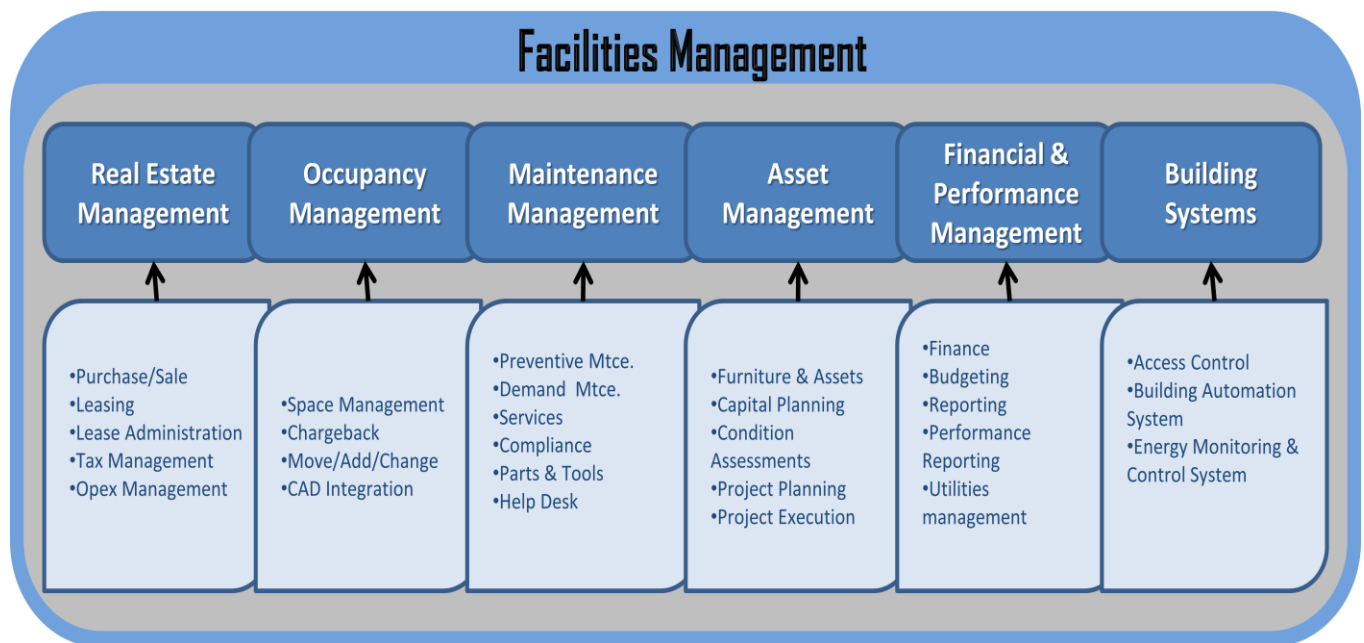 Facilities Management
Real Estate
Management
Occupancy
Management
Maintenance
Management
Asset
Management
Financial &
Performance
Management
Building
Systems
•Purchase/Sale
•Leasing
•Lease Administration
•Tax Management
•Opex Management
•Space Management
•Chargeback
•Move/Add/Change
•CAD Integration
•Preventive Mtce.
•Demand  Mtce.
•Services
•Compliance
•Parts & Tools
•Help Desk
•Furniture & Assets
•Capital Planning
•Condition
Assessments
•Project Planning
•Project Execution
•Finance
•Budgeting
•Reporting
•Performance
Reporting
•Utilities
management
•Access Control
•Building Automation
System
•Energy Monitoring &
Control System